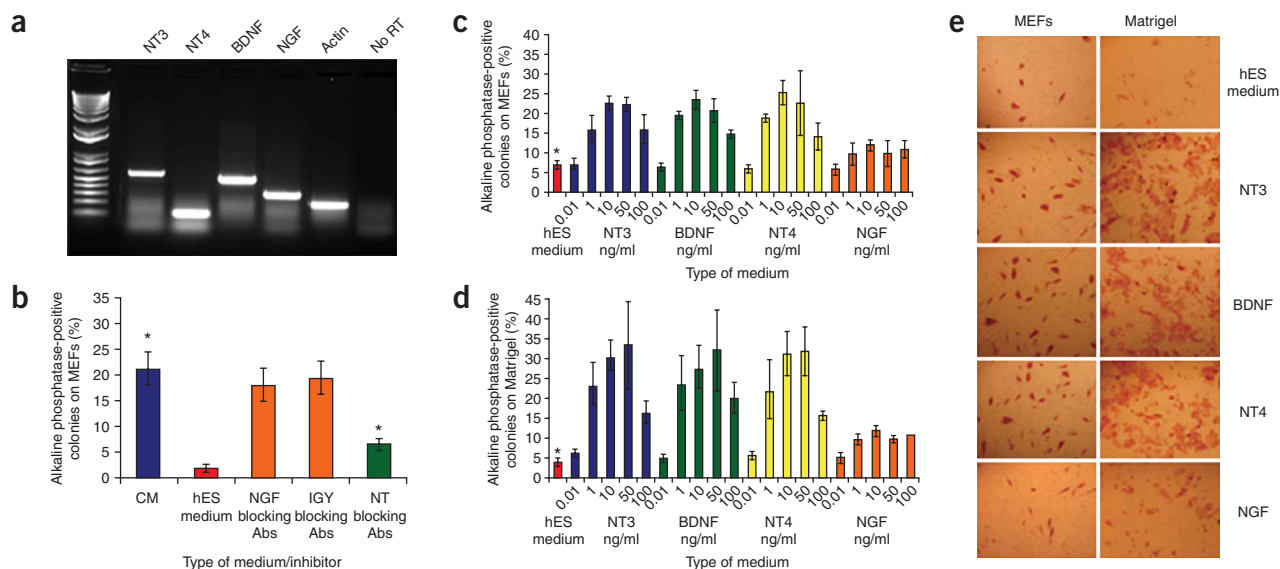 a
NT3 NT4 BDNF NGF Actin No RT
b
Alkaline phosphatase-positive
colonies on MEFs (%)
35
30
25
20
15
10
5
0
*
*
CM
hES
medium
NGF
blocking
Abs
IGY
blocking
Abs
NT
blocking
Abs
Type of medium/inhibitor
c
Alkaline phosphatase-positive
colonies on MEFs (%)
40
35
30
25
20
15
10
5
0
*
0.01 1 10 50 100 0.01 1 10 50 100 0.01 1 10 50 100 0.01 1 10 50 100
hES
medium
NT3
ng/ml
BDNF
ng/ml
NT4
ng/ml
NGF
ng/ml
Type of medium
d
Alkaline phosphatase-positive
colonies on Matrigel (%)
45
40
35
30
25
20
15
10
5
0
*
0.01 1 10 50 100 0.01 1 10 50 100 0.01 1 10 50 100 0.01 1 10 50 100
hES
medium
NT3
ng/ml
BDNF
ng/ml
NT4
ng/ml
NGF
ng/ml
Type of medium
e
MEFs Matrigel
hES
medium
NT3
BDNF
NT4
NGF